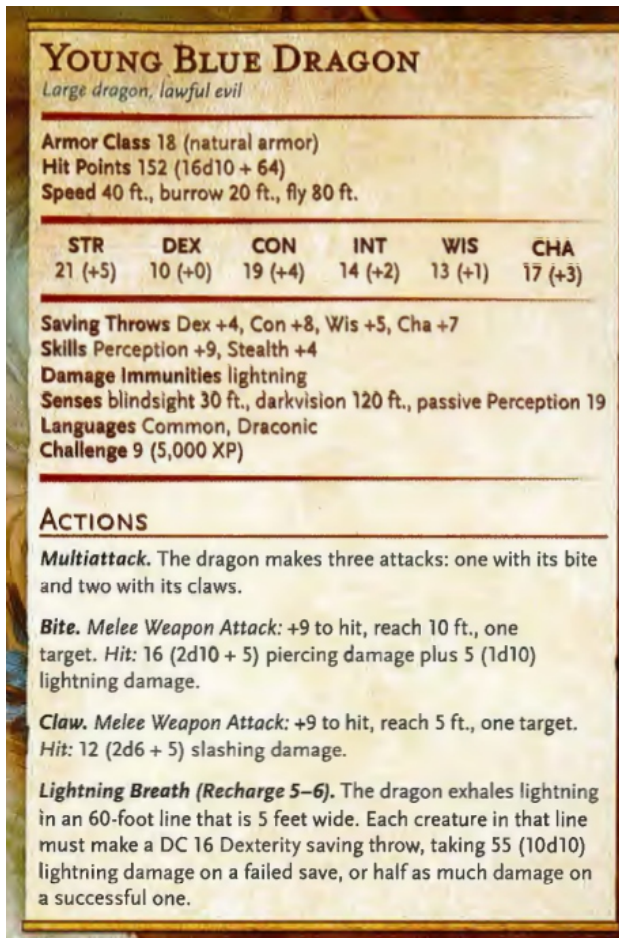 Young Blue Dragon
Large dragon, lawful evil
Armor Class 18 (natural armor)
Hit Points 152 (16d10 + 64)
Speed 40 ft., burrow 20 ft., fly 80 ft.
STR DEX CON INT WIS CHA
21 (+5) 10 (+0) 19 (+4) 14 (+2) 13 (+1) 17 (+3)
Saving Throws Dex +4, Con +8, Wis +5, Cha +7
Skills Perception +9, Stealth +4
Damage Immunities lightning
Senses blindsight 30 ft., darkvision 120 ft., passive Perception 19
Languages Common, Draconic
Challenge 9 (5,000 XP)
Actions
Multiattack. The dragon makes three attacks: one with its bite
and two with its claws.
Bite. Melee Weapon Attack: +9 to hit, reach 10 ft., one
target. Hit: 16 (2d10 + 5) piercing damage plus 5 (1d10)
lightning damage.
Claw. Melee Weapon Attack: +9 to hit, reach 5 ft., one target.
Hit: 12 (2d6 + 5) slashing damage.
Lightning Breath (Recharge 5–6). The dragon exhales lightning
in an 60-foot line that is 5 feet wide. Each creature in that line
must make a DC 16 Dexterity saving throw, taking 55 (10d10)
lightning damage on a failed save, or half as much damage on
a successful one.